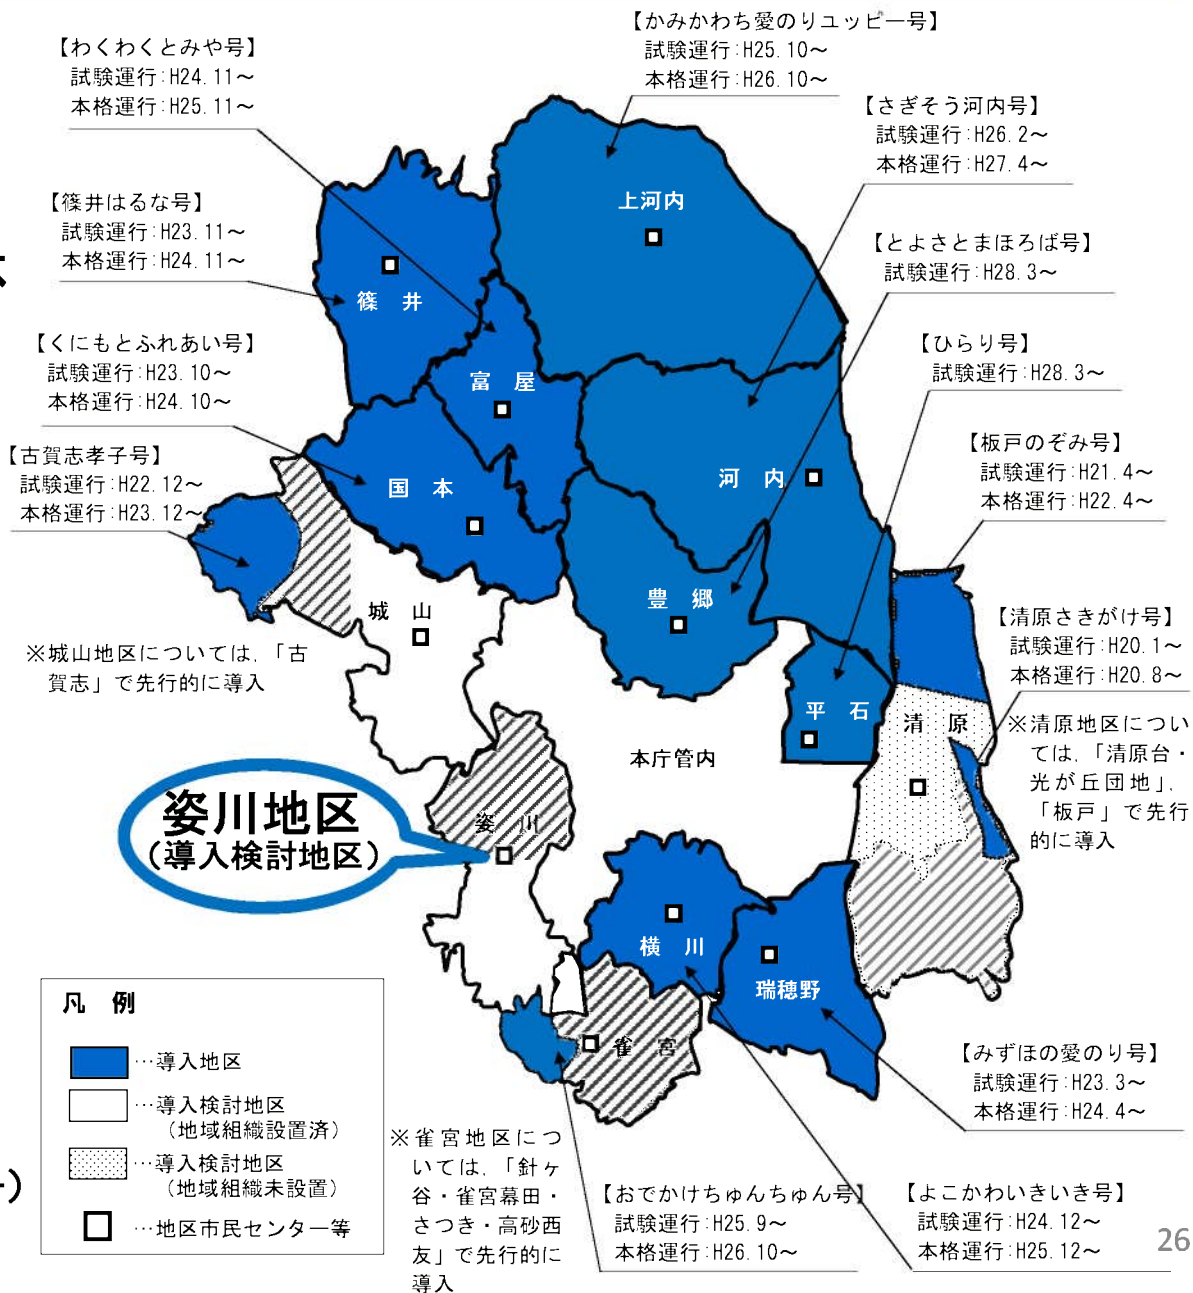 【かみかわち愛のりユッピー号】
試験運行:H25.10～
本格運行:H26.10～
【わくわくとみや号】
試験運行:H24.11～
本格運行:H25.11～
【さぎそう河内号】
試験運行:H26.2～
本格運行:H27.4～
【篠井はるな号】
試験運行:H23.11～
本格運行:H24.11～
【とよさとまほろば号】
試験運行:H28.3～
【くにもとふれあい号】
試験運行:H23.10～
本格運行:H24.10～
【ひらり号】
試験運行:H28.3～
【古賀志孝子号】
試験運行:H22.12～
本格運行:H23.12～
【板戸のぞみ号】
試験運行:H21.4～
本格運行:H22.4～
【清原さきがけ号】
試験運行:H20.1～
本格運行:H20.8～
上河内
篠 井
富 屋
国 本
河 内
豊 郷
城 山
平 石
清 原
本庁管内
姿 川
横 川
瑞穂野
雀 宮
※城山地区については,「古
賀志」で先行的に導入
※清原地区につい
ては,「清原台・
光が丘団地」,
「板戸」で先行
的に導入
姿川地区
(導入検討地区)
凡 例
…導入地区
…導入検討地区
(地域組織設置済)
…導入検討地区
(地域組織未設置)
…地区市民センター等
※雀宮地区につ
いては,「針ヶ
谷・雀宮幕田・
さつき・高砂西
友」で先行的に
導入
【みずほの愛のり号】
試験運行:H23.3～
本格運行:H24.4～
【おでかけちゅんちゅん号】
試験運行:H25.9～
本格運行:H26.10～
【よこかわいきいき号】
試験運行:H24.12～
本格運行:H25.12～
26